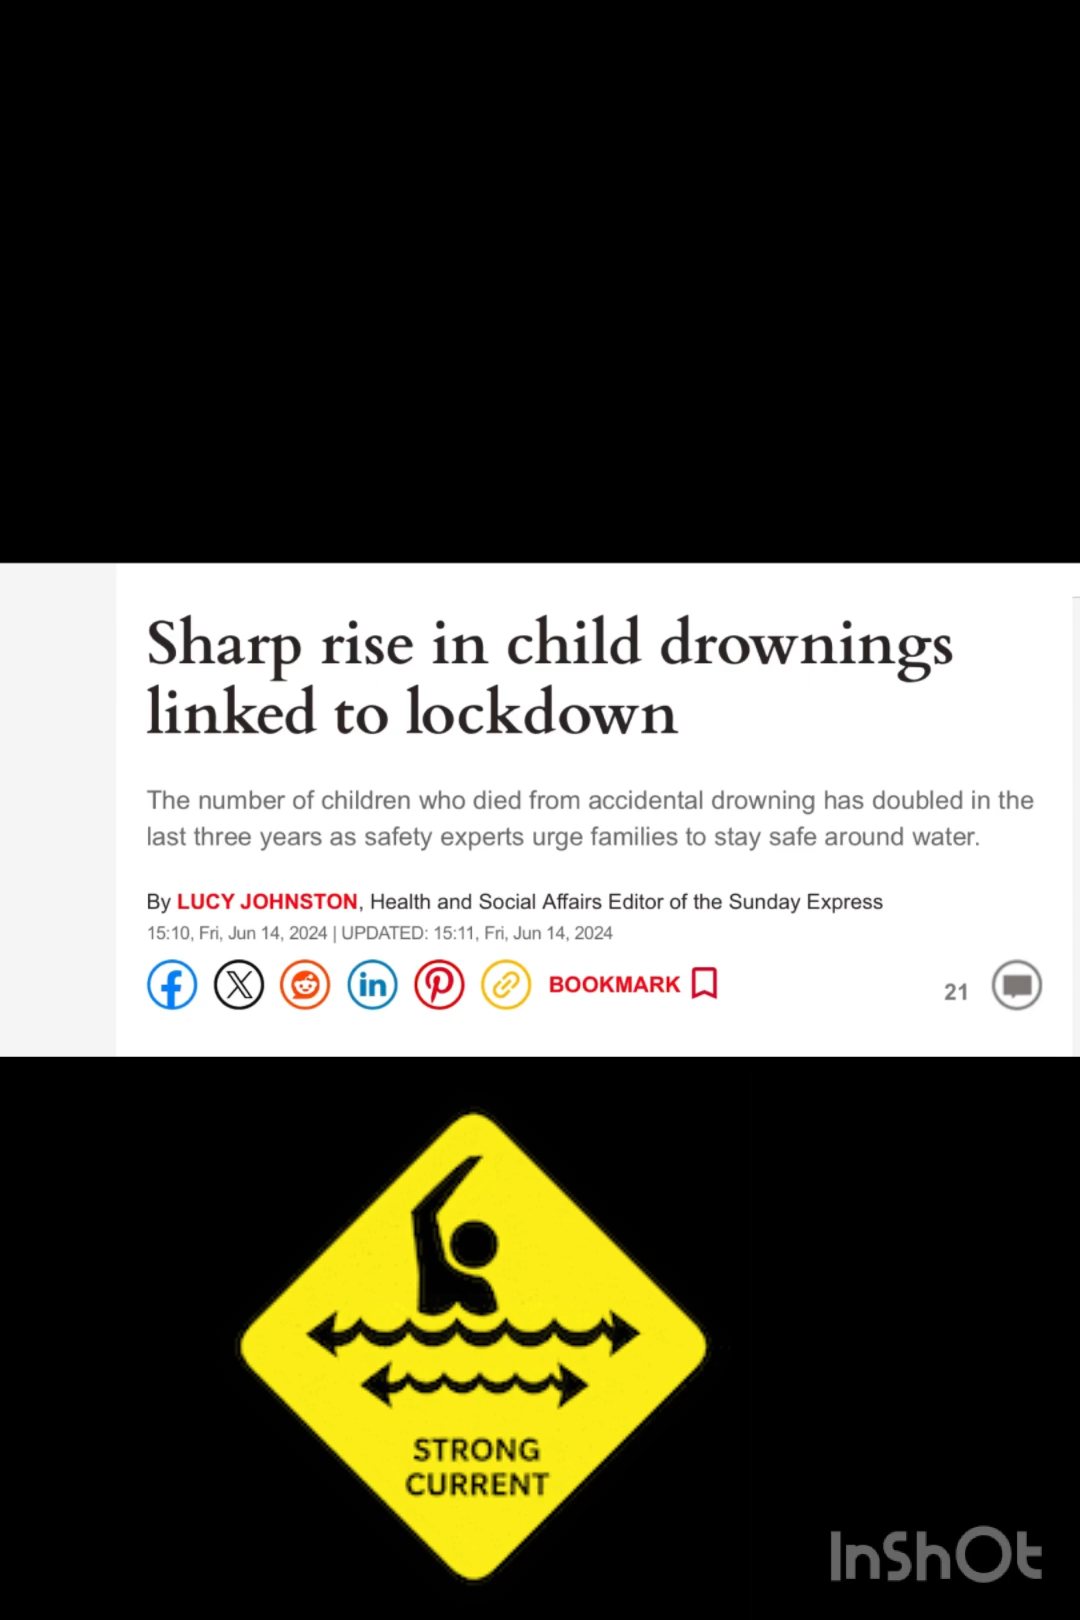 Sharp rise in child drownings
linked to lockdown
The number of children who died from accidental drowning has doubled in the
last three years as safety experts urge families to stay safe around water.
By LUCY JOHNSTON, Health and Social Affairs Editor of the Sunday Express
15:10, Fri, Jun 14, 2024 | UPDATED: 15:11, Fri, Jun 14, 2024
BOOKMARK
21
STRONG
CURRENT
InShOt